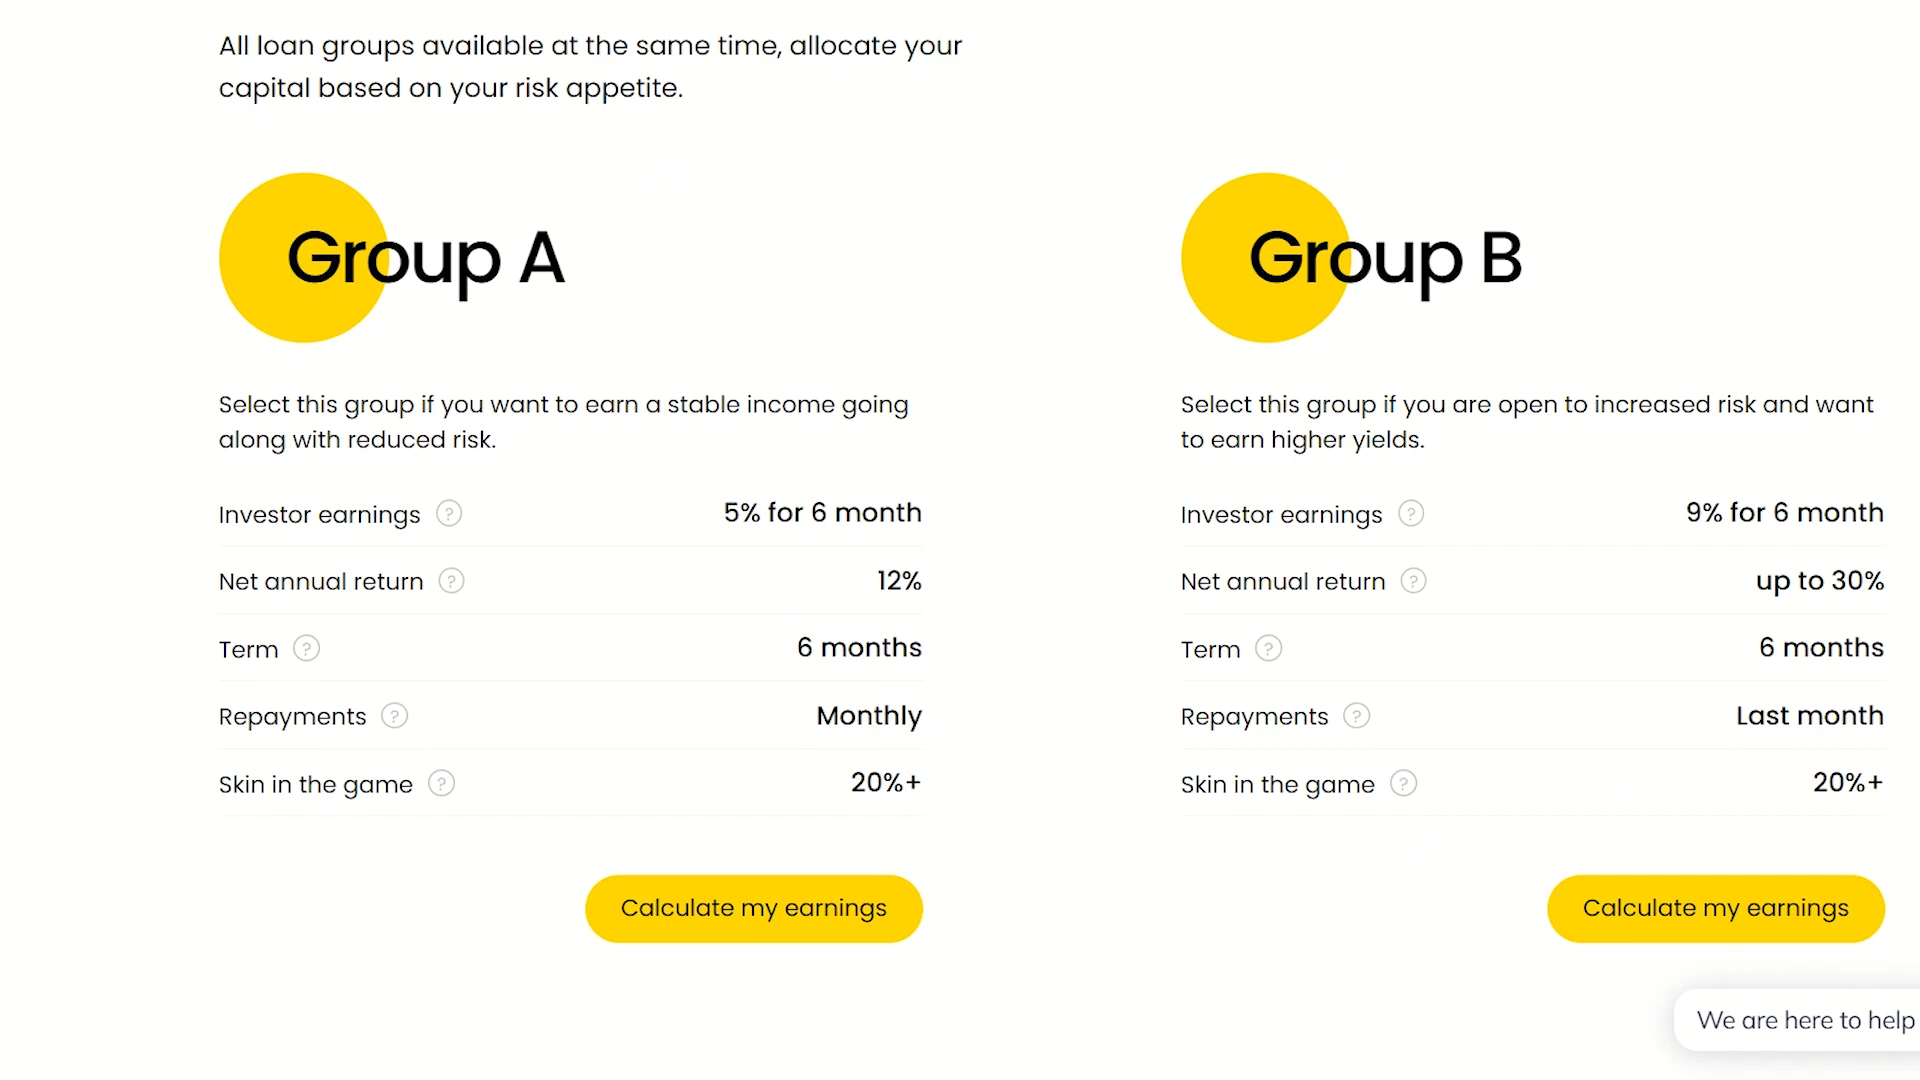 All loan groups available at the same time, allocate your
capital based on your risk appetite.
Group A
Select this group if you want to earn a stable income going
along with reduced risk.
Investor earnings ? 5% for 6 month
Net annual return ? 12%
Term ? 6 months
Repayments ? Monthly
Skin in the game ? 20%+
Calculate my earnings
Group B
Select this group if you are open to increased risk and want
to earn higher yields.
Investor earnings ? 9% for 6 month
Net annual return ? up to 30%
Term ? 6 months
Repayments ? Last month
Skin in the game ? 20%+
Calculate my earnings
We are here to help